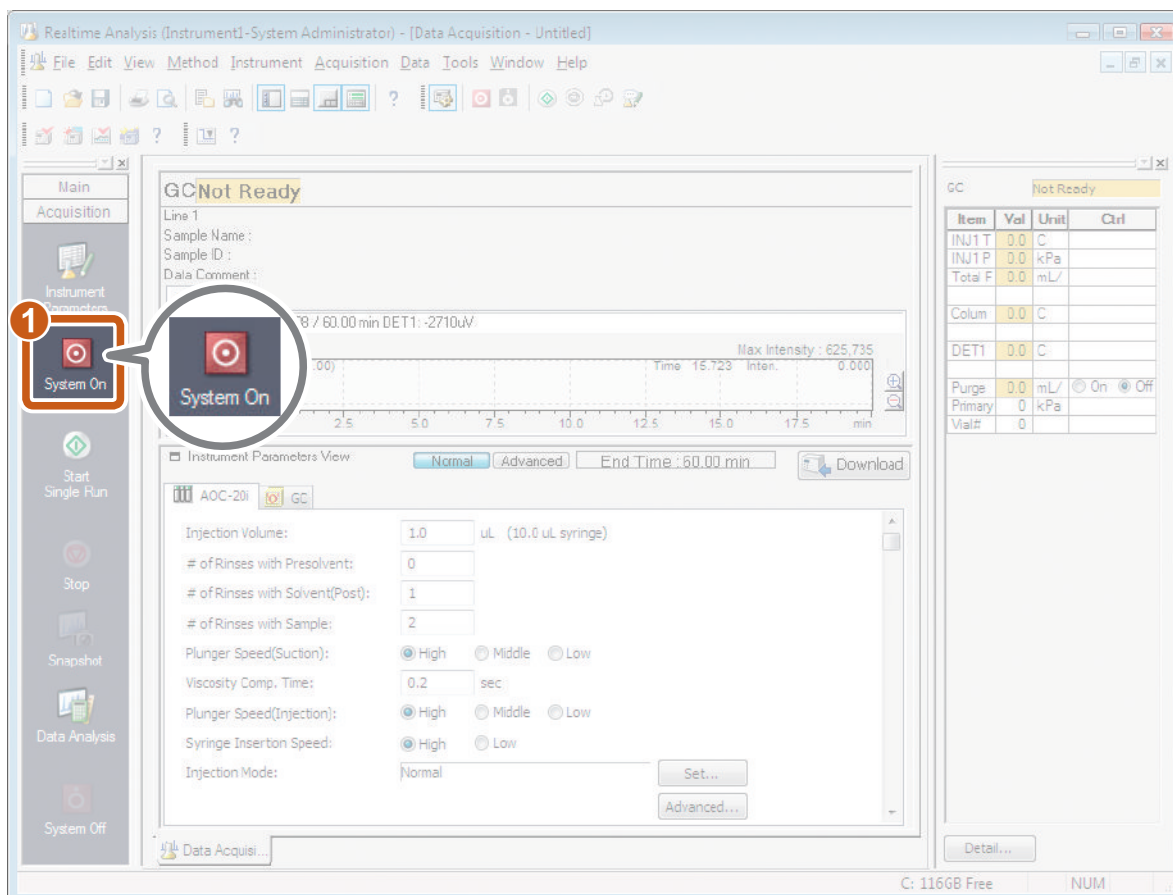 Realtime Analysis (Instrument1-System Administrator) - [Data Acquisition - Untitled]
File Edit View Method Instrument Acquisition Data Tools Window Help
Main
Acquisition
Instrument
Parameters
1
System On
System On
Start
Single Run
Stop
Snapshot
Data Analysis
System Off
GC Not Ready
Line 1
Sample Name :
Sample ID :
Data Comment :
/ 60.00 min DET1: -2710uV
Max Intensity : 625,735
.00) Time 15.723 Inten. 0.000
2.5 5.0 7.5 10.0 12.5 15.0 17.5 min
Instrument Parameters View Normal Advanced End Time : 60.00 min Download
AOC-20i GC
Injection Volume: 1.0 uL (10.0 uL syringe)
# of Rinses with Presolvent: 0
# of Rinses with Solvent(Post): 1
# of Rinses with Sample: 2
Plunger Speed(Suction): High Middle Low
Viscosity Comp. Time: 0.2 sec
Plunger Speed(Injection): High Middle Low
Syringe Insertion Speed: High Low
Injection Mode: Normal Set...
Advanced...
Data Acquisi...
GC Not Ready
Item Val Unit Ctrl
INJ1 T 0.0 C
INJ1 P 0.0 kPa
Total F 0.0 mL/
Colum 0.0 C
DET1 0.0 C
Purge 0.0 mL/ On Off
Primary 0 kPa
Vial# 0
Detail...
C: 116GB Free NUM